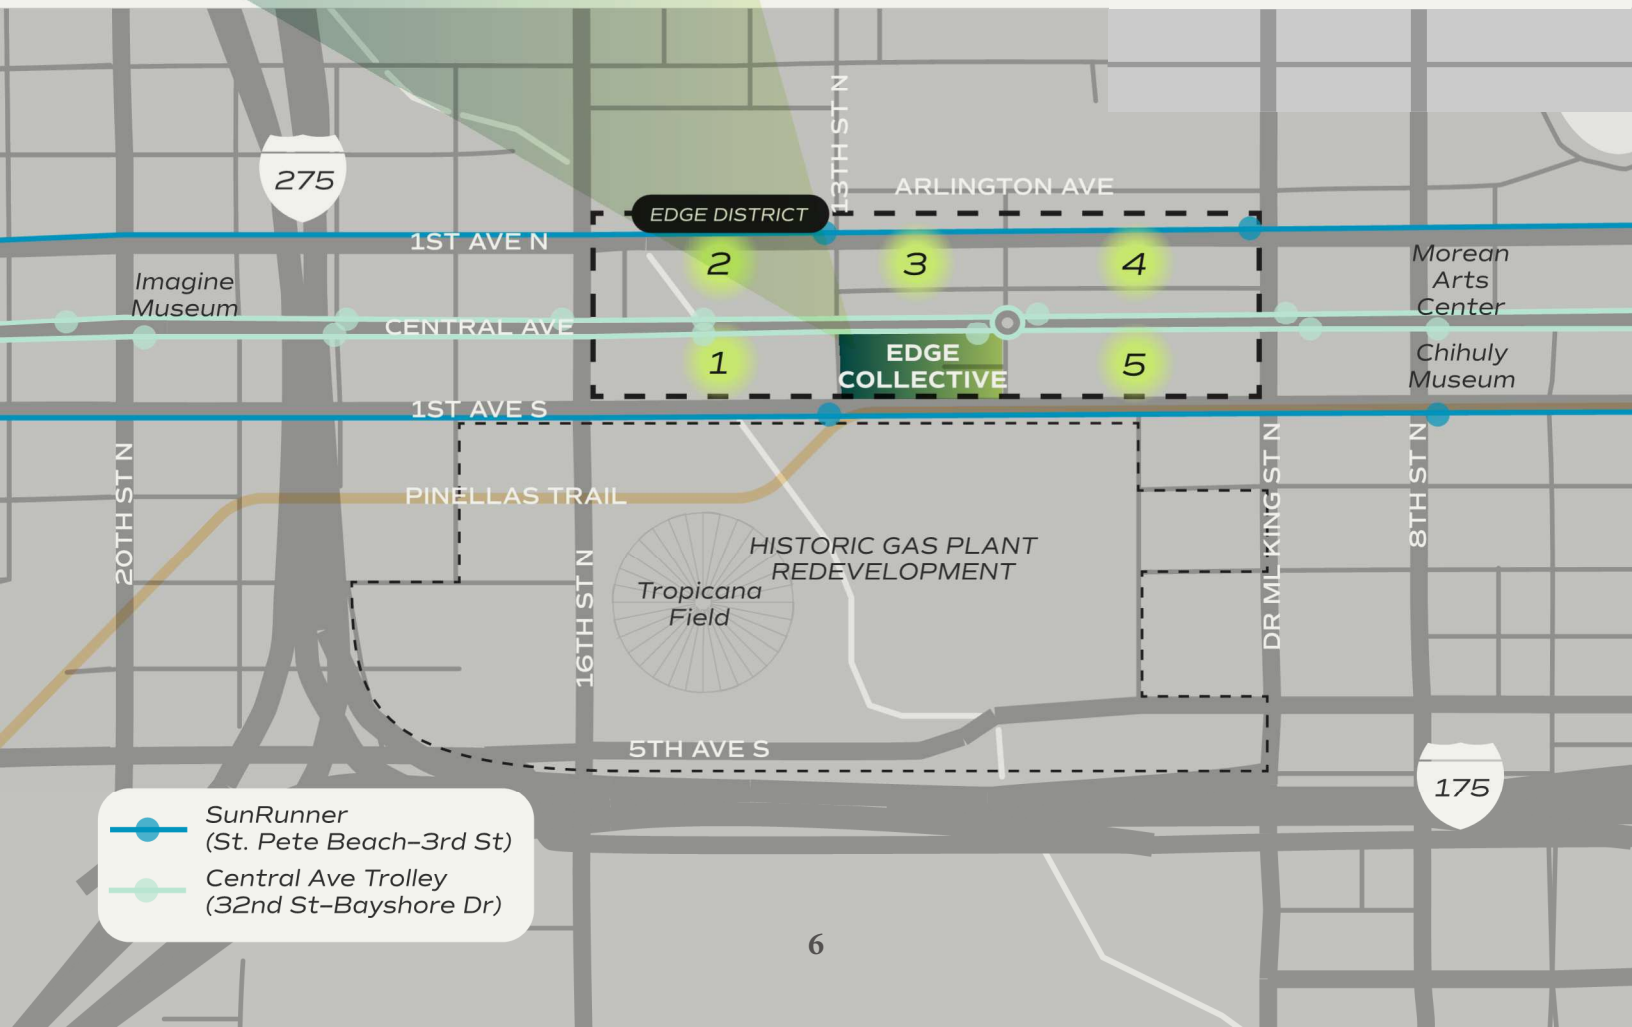 13TH ST N
275
ARLINGTON AVE
EDGE DISTRICT
1ST AVE N
2
3
4
Morean
Arts
Center
Imagine
Museum
CENTRAL AVE
1
EDGE
COLLECTIVE
5
Chihuly
Museum
1ST AVE S
20TH ST N
PINELLAS TRAIL
16TH ST N
HISTORIC GAS PLANT
REDEVELOPMENT
Tropicana
Field
DR ML KING ST N
8TH ST N
5TH AVE S
175
SunRunner
(St. Pete Beach–3rd St)
Central Ave Trolley
(32nd St–Bayshore Dr)
6